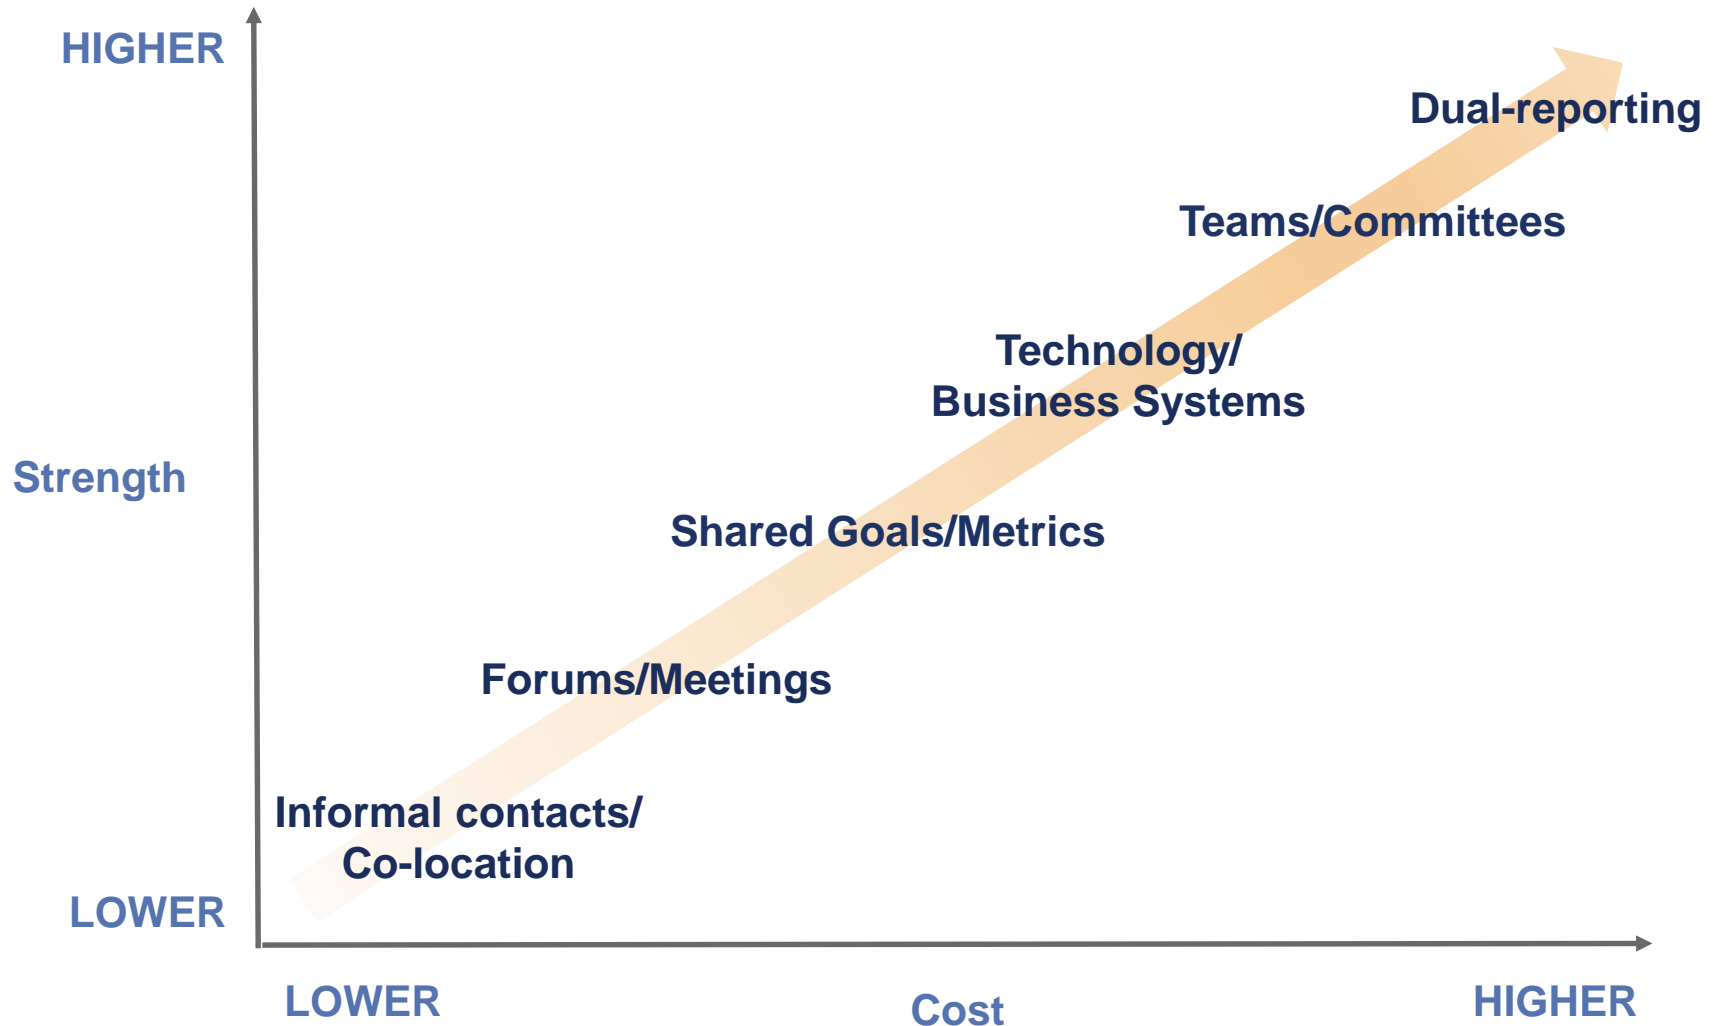 HIGHER
Dual-reporting
Teams/Committees
Technology/
Business Systems
Strength
Shared Goals/Metrics
Forums/Meetings
Informal contacts/
Co-location
LOWER
LOWER
Cost
HIGHER